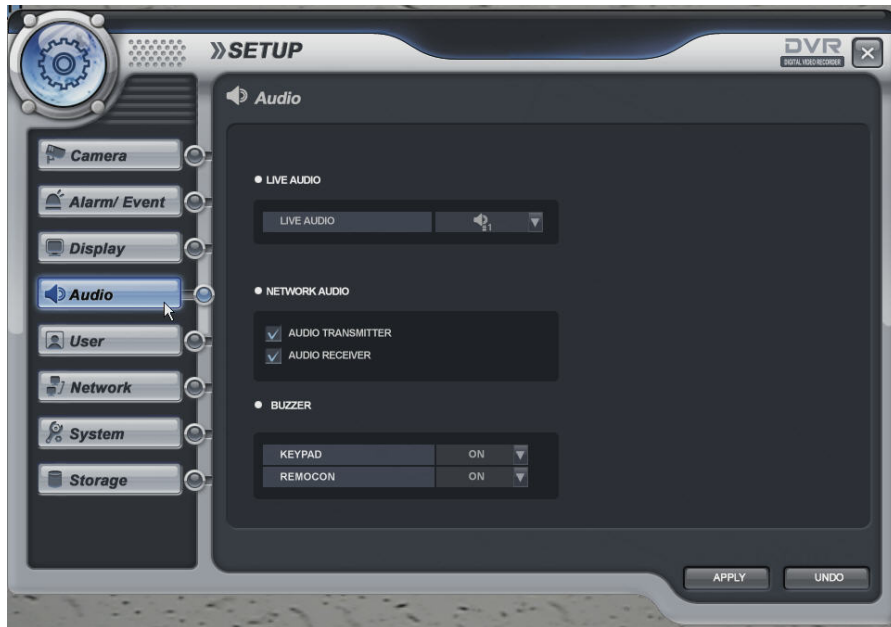 SETUP
DVR
DIGITAL VIDEO RECORDER
Audio
Camera
Alarm/ Event
Display
Audio
User
Network
System
Storage
LIVE AUDIO
LIVE AUDIO 1
NETWORK AUDIO
AUDIO TRANSMITTER
AUDIO RECEIVER
BUZZER
KEYPAD ON
REMOCON ON
APPLY UNDO